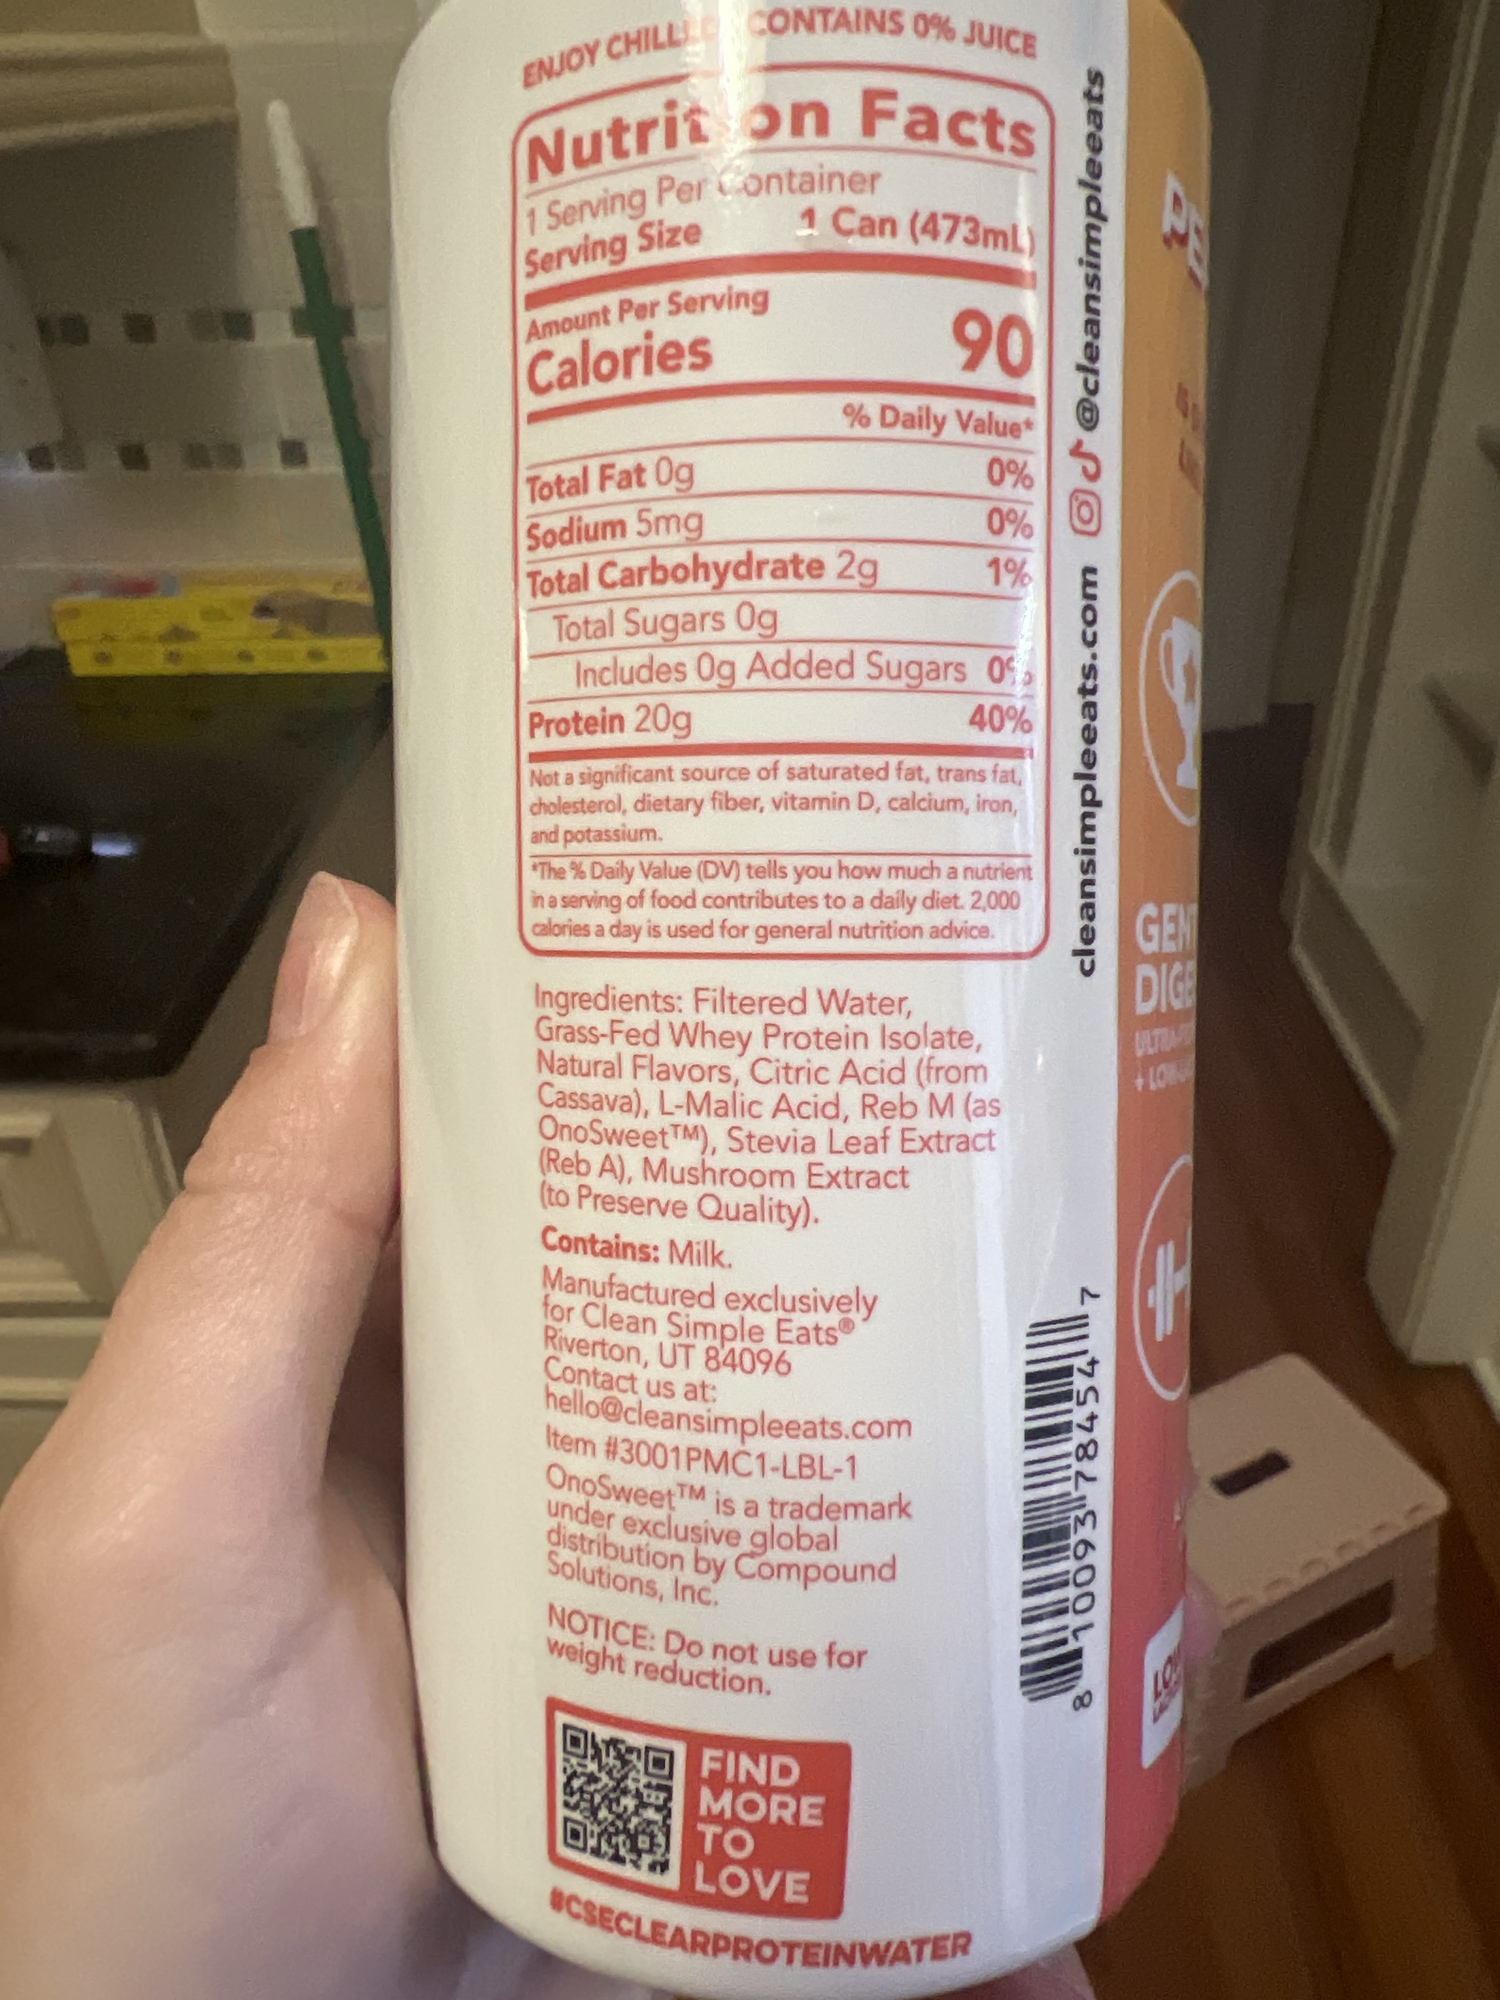 ENJOY CHILLED CONTAINS 0% JUICE
Nutrition Facts
1 Serving Per Container
Serving Size 1 Can (473mL)
Amount Per Serving
Calories 90
% Daily Value*
Total Fat 0g 0%
Sodium 5mg 0%
Total Carbohydrate 2g 1%
Total Sugars 0g
Includes 0g Added Sugars 0%
Protein 20g 40%
Not a significant source of saturated fat, trans fat,
cholesterol, dietary fiber, vitamin D, calcium, iron,
and potassium.
*The % Daily Value (DV) tells you how much a nutrient
in a serving of food contributes to a daily diet. 2,000
calories a day is used for general nutrition advice.
Ingredients: Filtered Water,
Grass-Fed Whey Protein Isolate,
Natural Flavors, Citric Acid (from
Cassava), L-Malic Acid, Reb M (as
OnoSweet™), Stevia Leaf Extract
(Reb A), Mushroom Extract
(to Preserve Quality).
Contains: Milk.
Manufactured exclusively
for Clean Simple Eats®
Riverton, UT 84096
Contact us at:
hello@cleansimpleeats.com
Item #3001PMC1-LBL-1
OnoSweet™ is a trademark
under exclusive global
distribution by Compound
Solutions, Inc.
NOTICE: Do not use for
weight reduction.
FIND
MORE
TO
LOVE
#CSECLEARPROTEINWATER
cleansimpleeats.com @cleansimpleeats
8 10093 78454 7
PE
GENT
DIGE
ULTRA
+ LOW
LOW